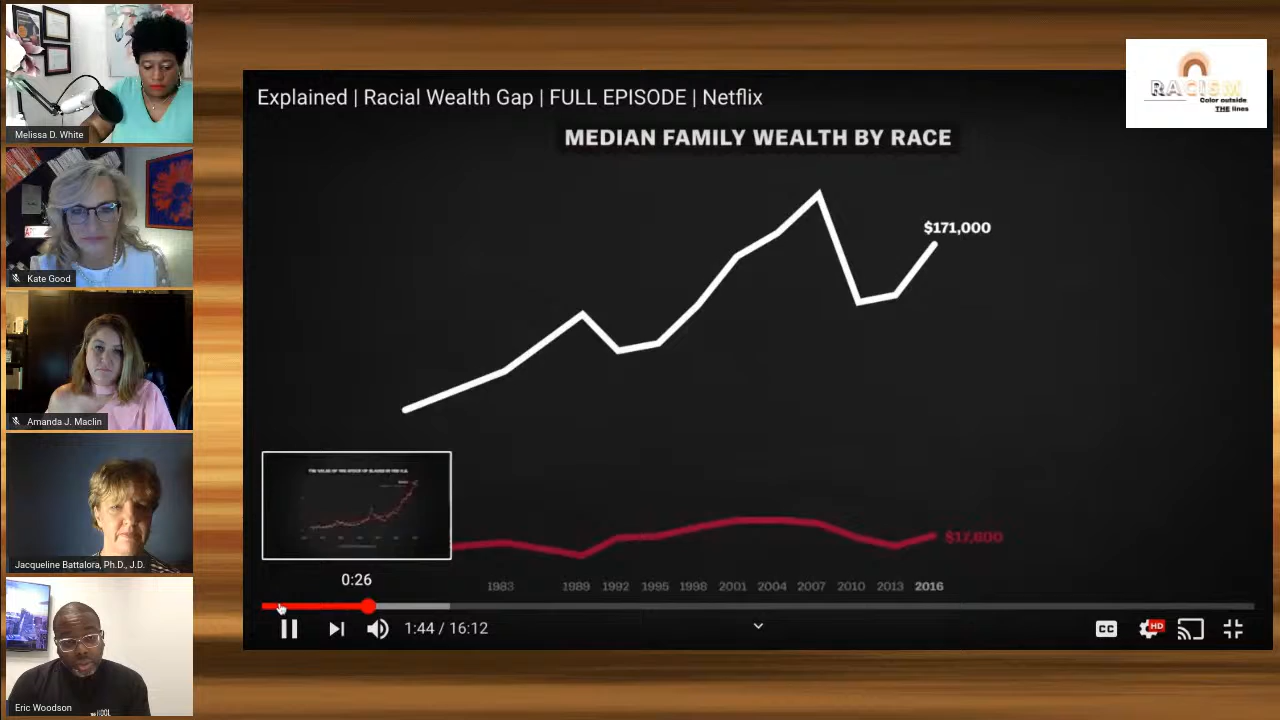 Melissa D. White
Kate Good
Amanda J. Maclin
Jacqueline Battalora, Ph.D., J.D.
Eric Woodson
RACISM
Color outside
THE lines
Explained | Racial Wealth Gap | FULL EPISODE | Netflix
MEDIAN FAMILY WEALTH BY RACE
$171,000
$17,600
1983 1989 1992 1995 1998 2001 2004 2007 2010 2013 2016
0:26
1:44 / 16:12
CC
HD